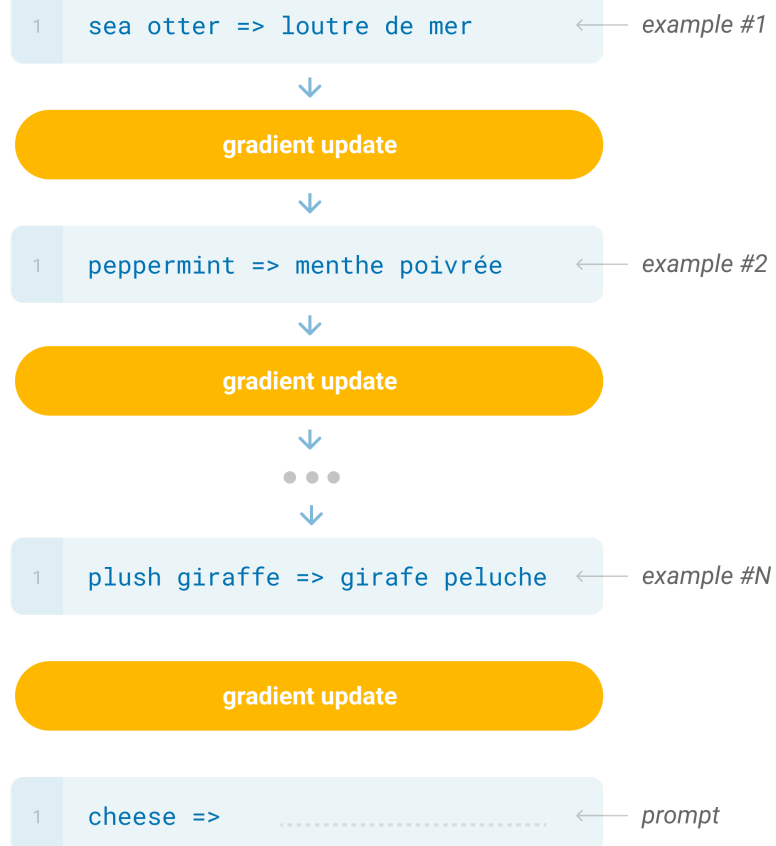 1 sea otter => loutre de mer example #1
gradient update
1 peppermint => menthe poivrée example #2
gradient update
1 plush giraffe => girafe peluche example #N
gradient update
1 cheese => prompt